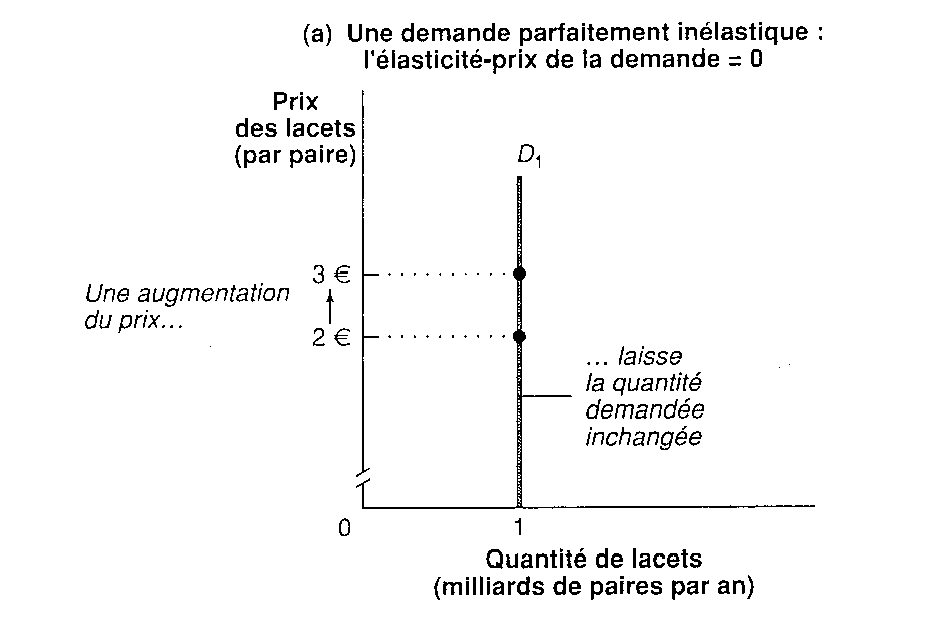 (a) Une demande parfaitement inélastique :
l'élasticité-prix de la demande = 0
Prix
des lacets
(par paire)
D1
3 €
Une augmentation
du prix...
2 €
... laisse
la quantité
demandée
inchangée
0
1
Quantité de lacets
(milliards de paires par an)